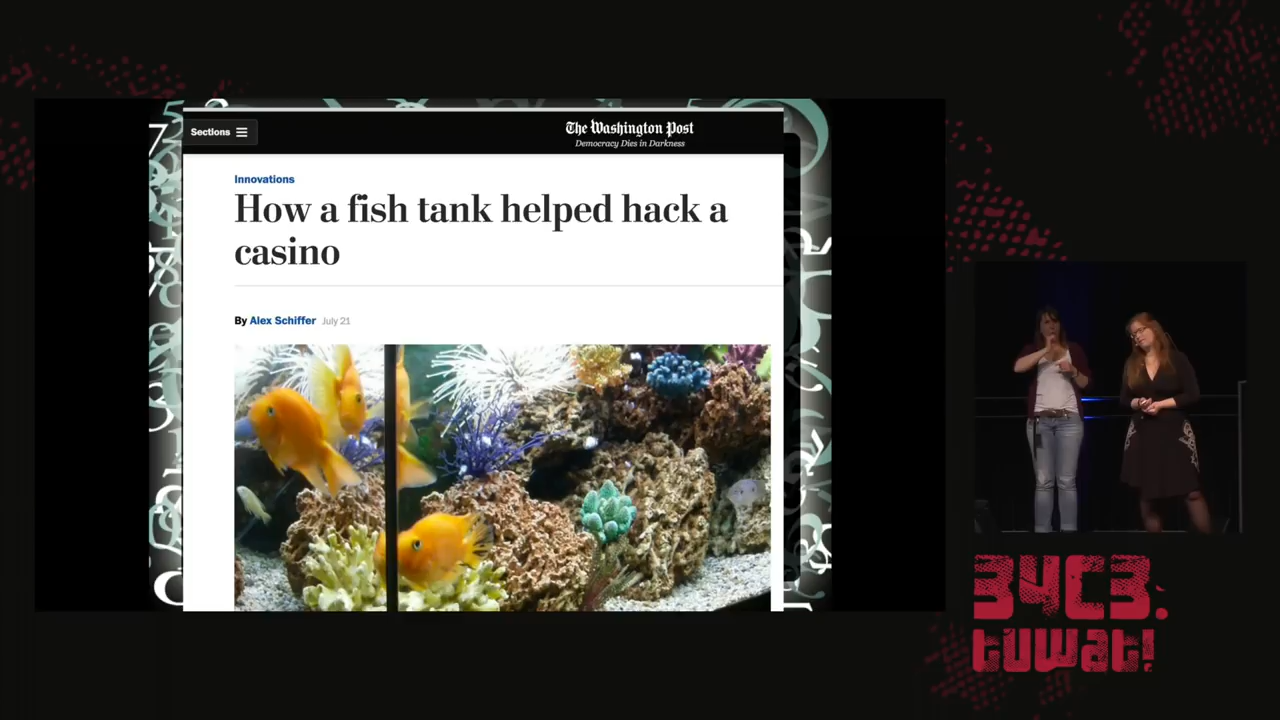 Sections
The Washington Post
Democracy Dies in Darkness
Innovations
How a fish tank helped hack a
casino
By Alex Schiffer July 21
34C3.
tuwat!